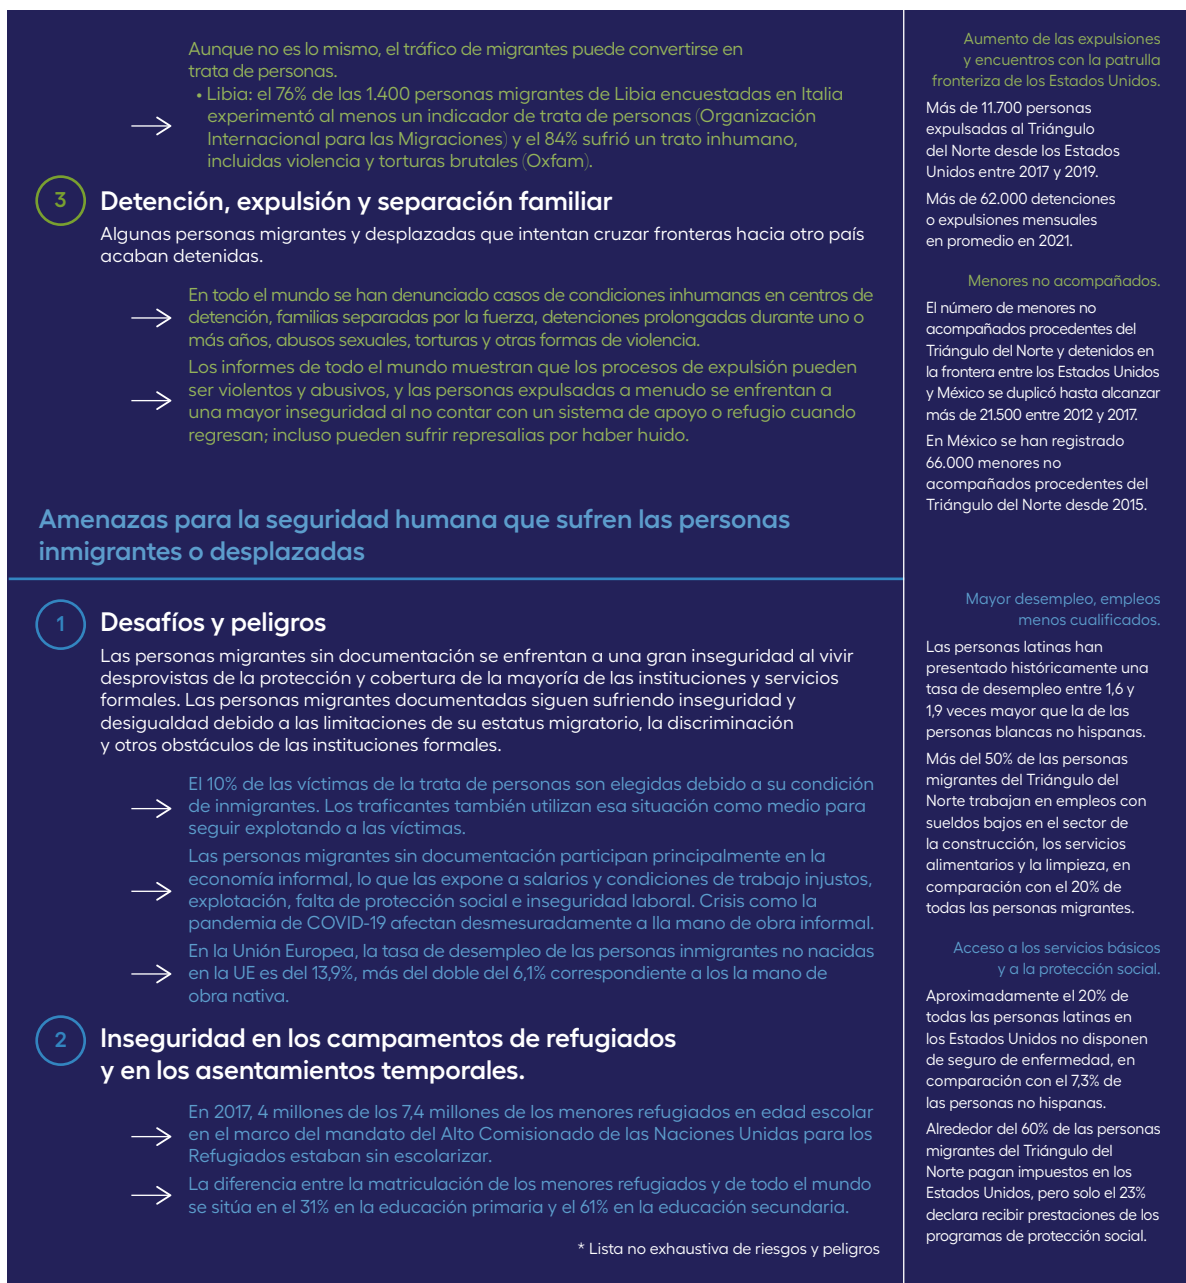 Aunque no es lo mismo, el tráfico de migrantes puede convertirse en
trata de personas.
• Libia: el 76% de las 1.400 personas migrantes de Libia encuestadas en Italia
experimentó al menos un indicador de trata de personas (Organización
Internacional para las Migraciones) y el 84% sufrió un trato inhumano,
incluidas violencia y torturas brutales (Oxfam).
3 Detención, expulsión y separación familiar
Algunas personas migrantes y desplazadas que intentan cruzar fronteras hacia otro país
acaban detenidas.
En todo el mundo se han denunciado casos de condiciones inhumanas en centros de
detención, familias separadas por la fuerza, detenciones prolongadas durante uno o
más años, abusos sexuales, torturas y otras formas de violencia.
Los informes de todo el mundo muestran que los procesos de expulsión pueden
ser violentos y abusivos, y las personas expulsadas a menudo se enfrentan a
una mayor inseguridad al no contar con un sistema de apoyo o refugio cuando
regresan; incluso pueden sufrir represalias por haber huido.
Amenazas para la seguridad humana que sufren las personas
inmigrantes o desplazadas
1 Desafíos y peligros
Las personas migrantes sin documentación se enfrentan a una gran inseguridad al vivir
desprovistas de la protección y cobertura de la mayoría de las instituciones y servicios
formales. Las personas migrantes documentadas siguen sufriendo inseguridad y
desigualdad debido a las limitaciones de su estatus migratorio, la discriminación
y otros obstáculos de las instituciones formales.
El 10% de las víctimas de la trata de personas son elegidas debido a su condición
de inmigrantes. Los traficantes también utilizan esa situación como medio para
seguir explotando a las víctimas.
Las personas migrantes sin documentación participan principalmente en la
economía informal, lo que las expone a salarios y condiciones de trabajo injustos,
explotación, falta de protección social e inseguridad laboral. Crisis como la
pandemia de COVID-19 afectan desmesuradamente a lla mano de obra informal.
En la Unión Europea, la tasa de desempleo de las personas inmigrantes no nacidas
en la UE es del 13,9%, más del doble del 6,1% correspondiente a los la mano de
obra nativa.
2 Inseguridad en los campamentos de refugiados
y en los asentamientos temporales.
En 2017, 4 millones de los 7,4 millones de los menores refugiados en edad escolar
en el marco del mandato del Alto Comisionado de las Naciones Unidas para los
Refugiados estaban sin escolarizar.
La diferencia entre la matriculación de los menores refugiados y de todo el mundo
se sitúa en el 31% en la educación primaria y el 61% en la educación secundaria.
* Lista no exhaustiva de riesgos y peligros
Aumento de las expulsiones
y encuentros con la patrulla
fronteriza de los Estados Unidos.
Más de 11.700 personas
expulsadas al Triángulo
del Norte desde los Estados
Unidos entre 2017 y 2019.
Más de 62.000 detenciones
o expulsiones mensuales
en promedio en 2021.
Menores no acompañados.
El número de menores no
acompañados procedentes del
Triángulo del Norte y detenidos en
la frontera entre los Estados Unidos
y México se duplicó hasta alcanzar
más de 21.500 entre 2012 y 2017.
En México se han registrado
66.000 menores no
acompañados procedentes del
Triángulo del Norte desde 2015.
Mayor desempleo, empleos
menos cualificados.
Las personas latinas han
presentado históricamente una
tasa de desempleo entre 1,6 y
1,9 veces mayor que la de las
personas blancas no hispanas.
Más del 50% de las personas
migrantes del Triángulo del
Norte trabajan en empleos con
sueldos bajos en el sector de
la construcción, los servicios
alimentarios y la limpieza, en
comparación con el 20% de
todas las personas migrantes.
Acceso a los servicios básicos
y a la protección social.
Aproximadamente el 20% de
todas las personas latinas en
los Estados Unidos no disponen
de seguro de enfermedad, en
comparación con el 7,3% de
las personas no hispanas.
Alrededor del 60% de las personas
migrantes del Triángulo del
Norte pagan impuestos en los
Estados Unidos, pero solo el 23%
declara recibir prestaciones de los
programas de protección social.